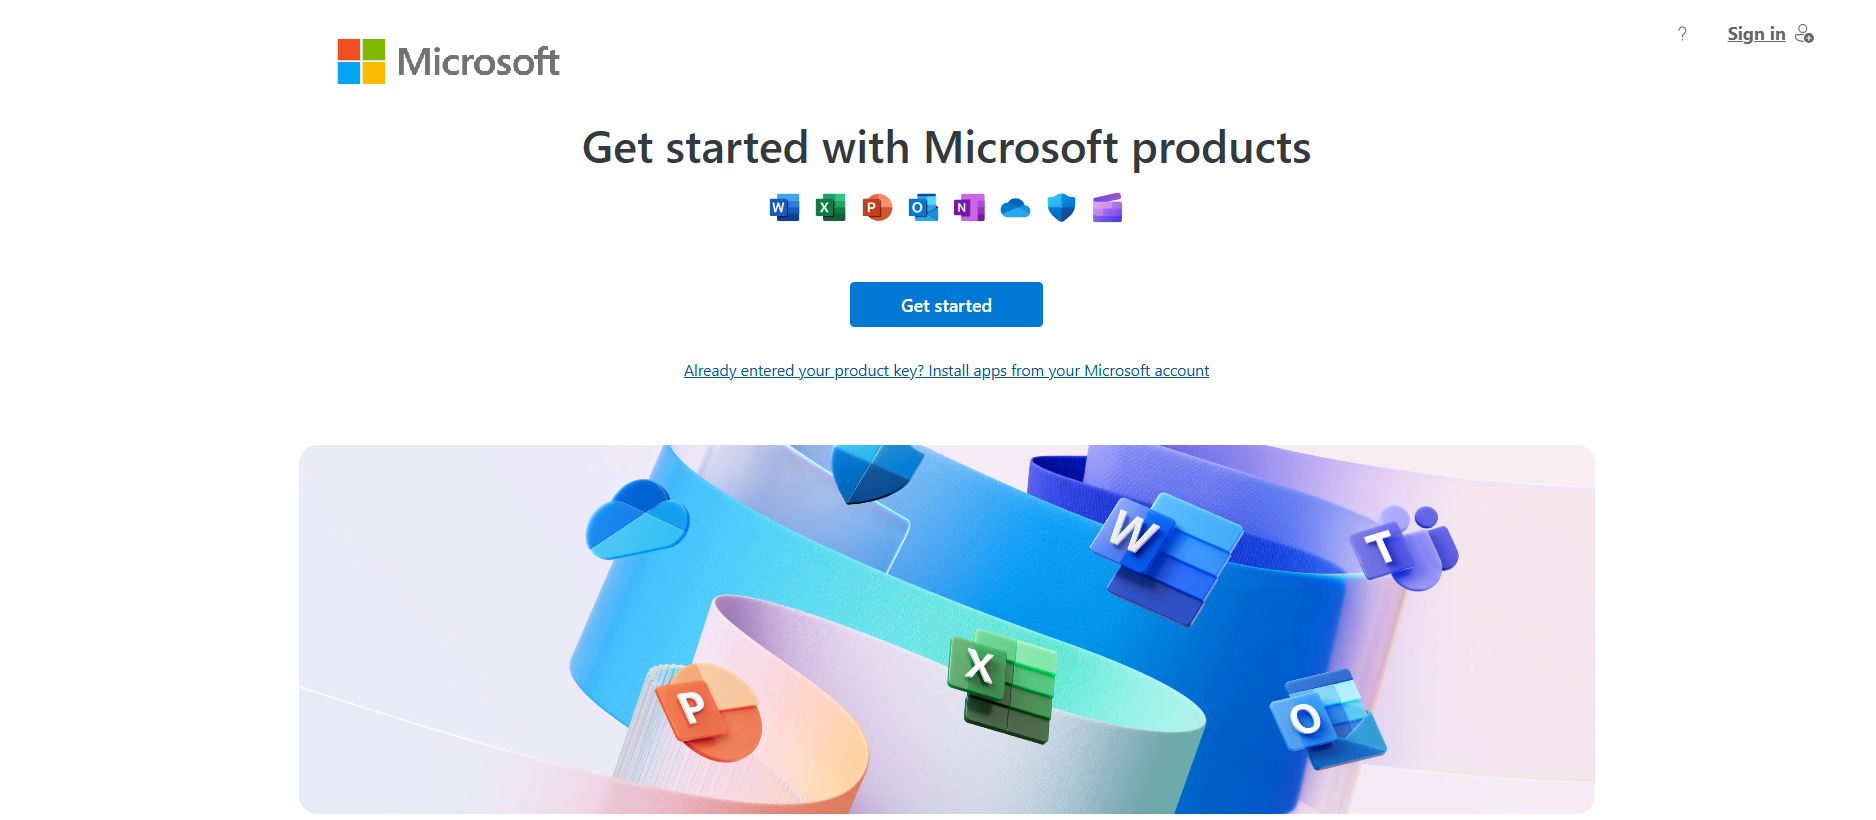 Microsoft
? Sign in
Get started with Microsoft products
W X P O N
Get started
Already entered your product key? Install apps from your Microsoft account
W
T
X
P
O